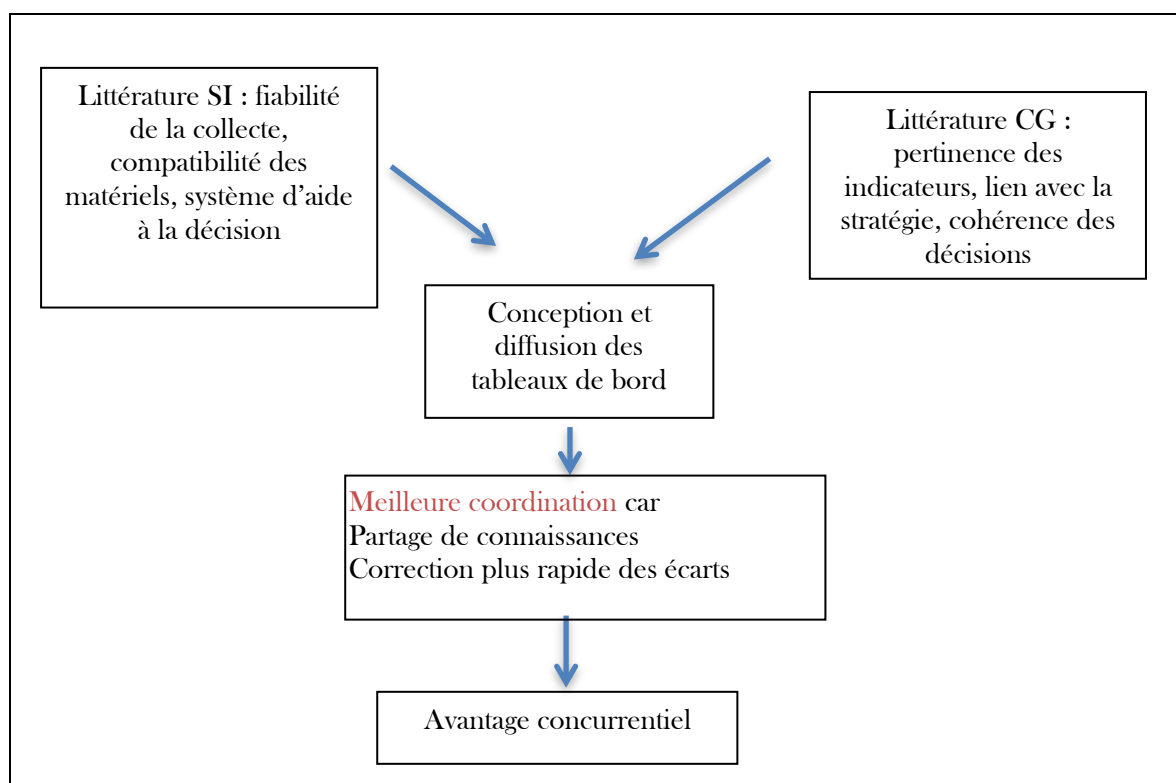 Littérature SI : fiabilité
de la collecte,
compatibilité des
matériels, système d’aide
à la décision
Littérature CG :
pertinence des
indicateurs, lien avec la
stratégie, cohérence des
décisions
Conception et
diffusion des
tableaux de bord
Meilleure coordination car
Partage de connaissances
Correction plus rapide des écarts
Avantage concurrentiel